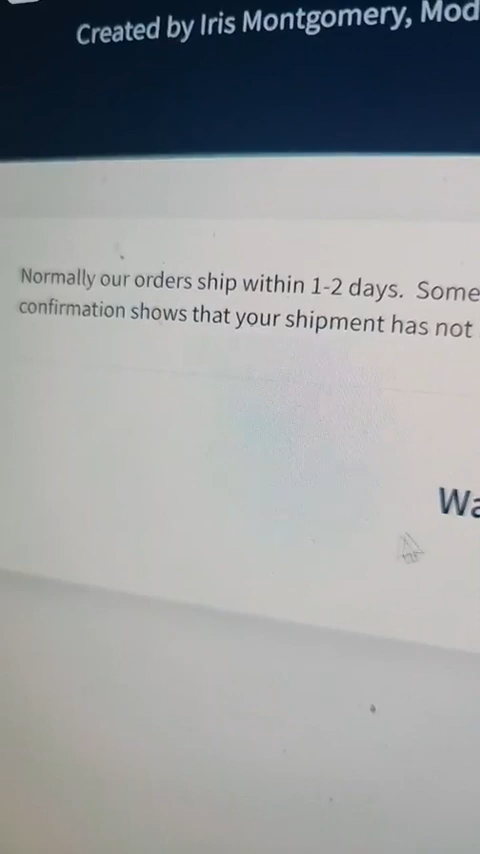 Created by Iris Montgomery, Mod
Normally our orders ship within 1-2 days. Some
confirmation shows that your shipment has not
Wa